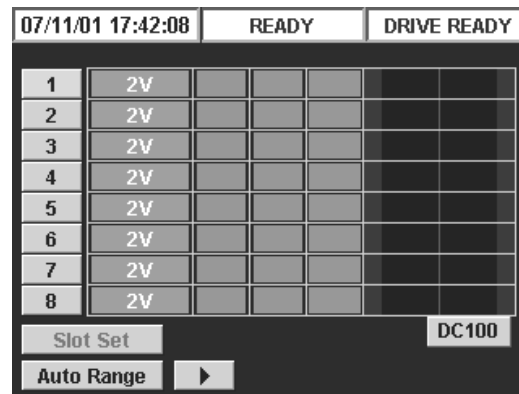 07/11/01 17:42:08 READY DRIVE READY
1 2V
2 2V
3 2V
4 2V
5 2V
6 2V
7 2V
8 2V
Slot Set DC100
Auto Range